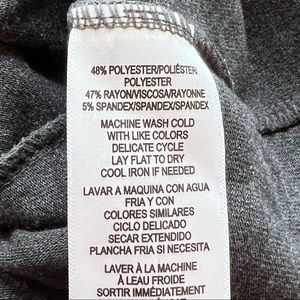 48% POLYESTER/POLIÉSTER
POLYESTER
47% RAYON/VISCOSA/RAYONNE
5% SPANDEX/SPANDEX/SPANDEX
MACHINE WASH COLD
WITH LIKE COLORS
DELICATE CYCLE
LAY FLAT TO DRY
COOL IRON IF NEEDED
LAVAR A MAQUINA CON AGUA
FRIA Y CON
COLORES SIMILARES
CICLO DELICADO
SECAR EXTENDIDO
PLANCHA FRIA SI NECESITA
LAVER À LA MACHINE
À LEAU FROIDE
SORTIR IMMÉDIATEMENT